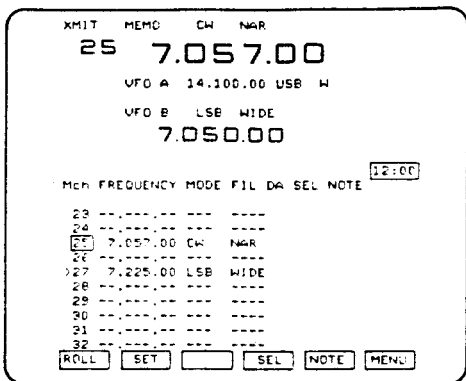 XMIT MEMO CW NAR
25 7.057.00
VFO A 14.100.00 USB W
VFO B LSB WIDE
7.050.00
12:00
Mch FREQUENCY MODE FIL DA SEL NOTE
23 --.---.-- --- ----
24 --.---.-- --- ----
25 7.057.00 CW NAR
26 --.---.-- --- ----
>27 7.225.00 LSB WIDE
28 --.---.-- --- ----
29 --.---.-- --- ----
30 --.---.-- --- ----
31 --.---.-- --- ----
32 --.---.-- --- ----
ROLL SET SEL NOTE MENU